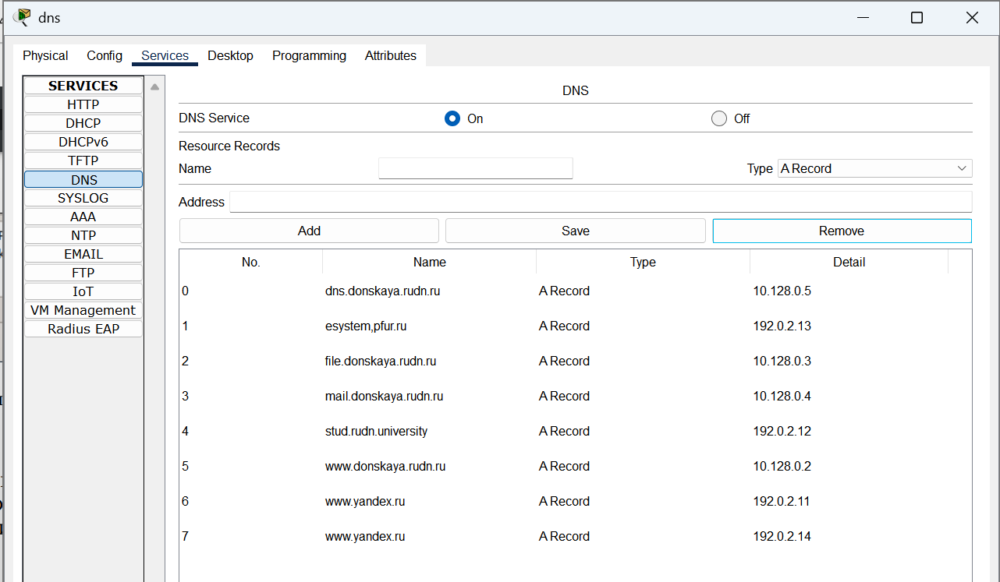 dns
Physical Config Services Desktop Programming Attributes
SERVICES
HTTP
DHCP
DHCPv6
TFTP
DNS
SYSLOG
AAA
NTP
EMAIL
FTP
IoT
VM Management
Radius EAP
DNS
DNS Service On Off
Resource Records
Name Type A Record
Address
Add Save Remove
No. Name Type Detail
0 dns.donskaya.rudn.ru A Record 10.128.0.5
1 esystem,pfur.ru A Record 192.0.2.13
2 file.donskaya.rudn.ru A Record 10.128.0.3
3 mail.donskaya.rudn.ru A Record 10.128.0.4
4 stud.rudn.university A Record 192.0.2.12
5 www.donskaya.rudn.ru A Record 10.128.0.2
6 www.yandex.ru A Record 192.0.2.11
7 www.yandex.ru A Record 192.0.2.14